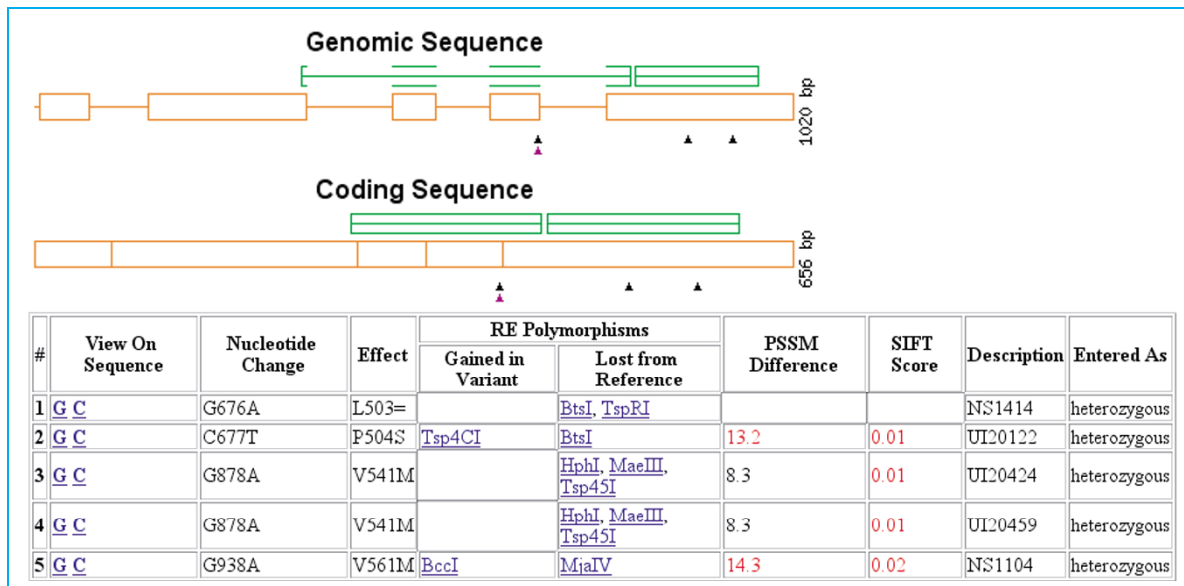 Genomic Sequence
1020 bp
Coding Sequence
656 bp
# View On Sequence Nucleotide Change Effect RE Polymorphisms PSSM Difference SIFT Score Description Entered As
Gained in Variant Lost from Reference
1 G C G676A L503= BtsI, TspRI NS1414 heterozygous
2 G C C677T P504S Tsp4CI BtsI 13.2 0.01 UI20122 heterozygous
3 G C G878A V541M HphI, MaeIII, Tsp45I 8.3 0.01 UI20424 heterozygous
4 G C G878A V541M HphI, MaeIII, Tsp45I 8.3 0.01 UI20459 heterozygous
5 G C G938A V561M BccI MjaIV 14.3 0.02 NS1104 heterozygous